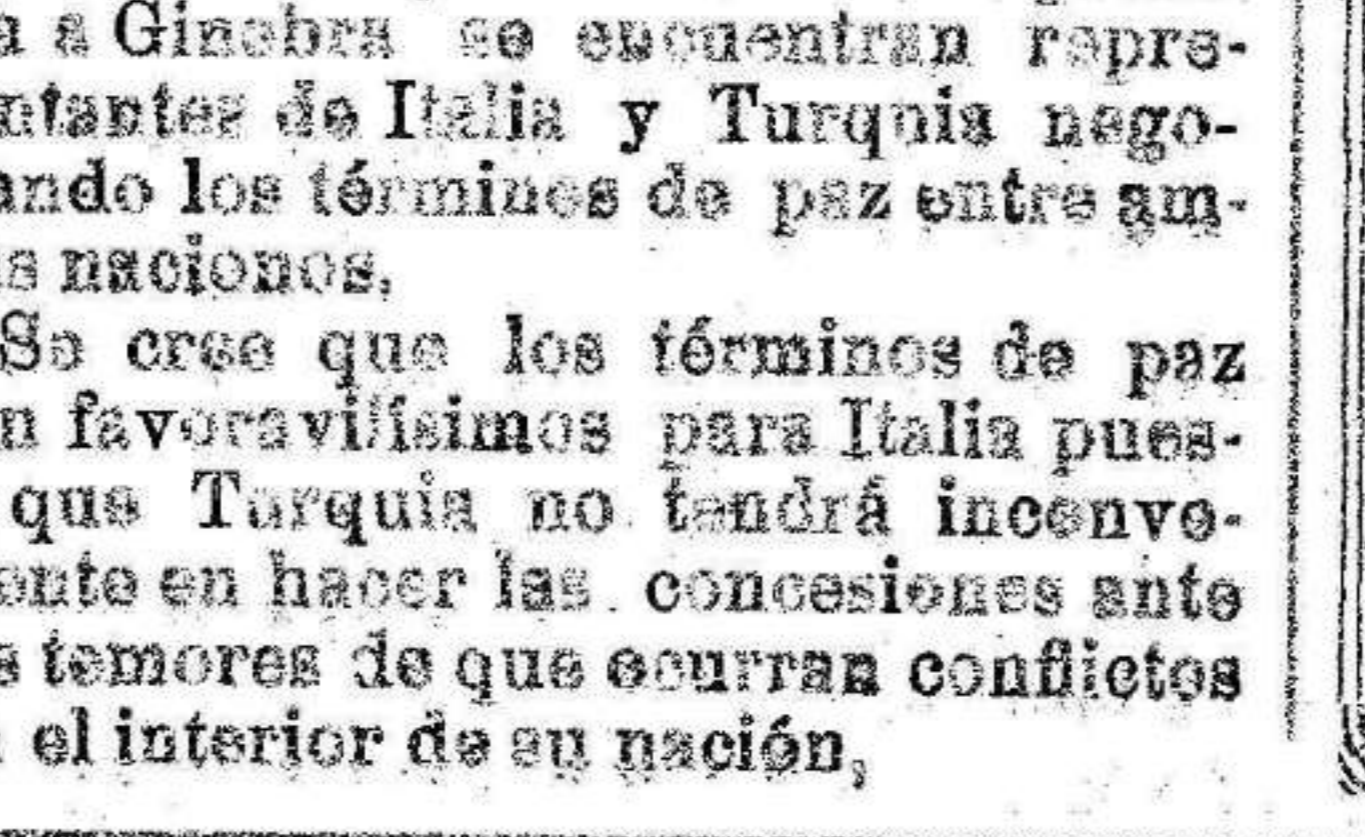 a a Ginebra se encuentran repre-
ntantes de Italia y Turquia nego-
ando los términos de paz entre am-
as naciones.
Se cree que los términos de paz
n favoravilísimos para Italia pues-
que Turquia no tendrá inconve-
ente en hacer las concesiones ante
s temores de que ocurran conflictos
el interior de su nación,